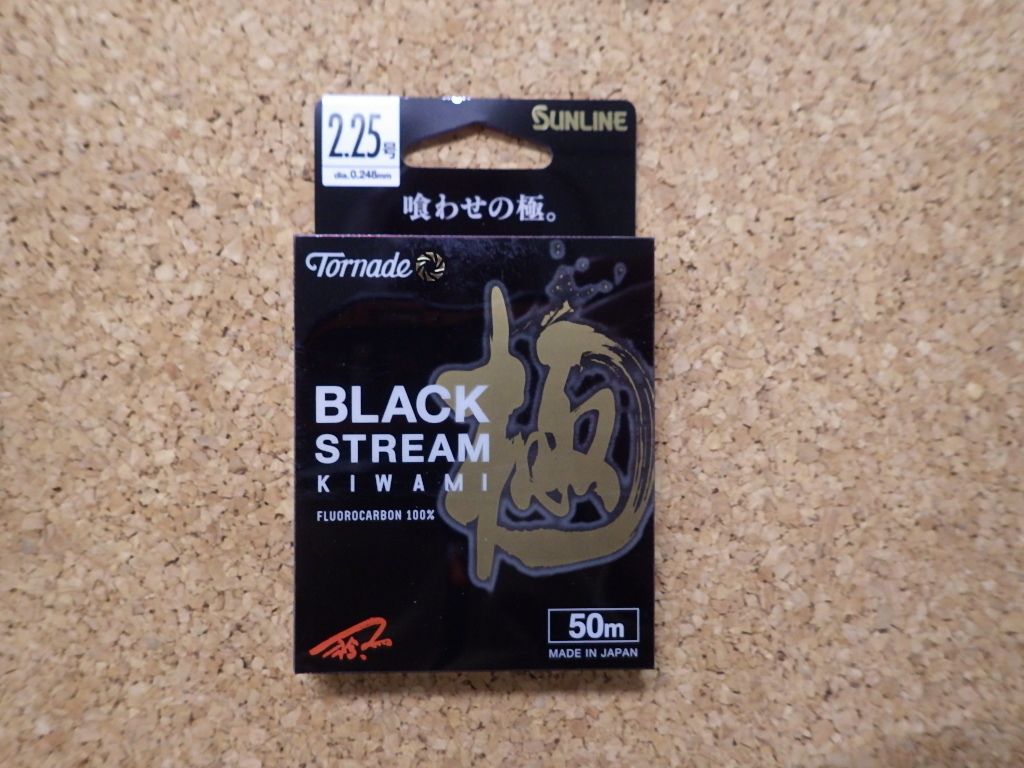 2.25号
SUNLINE
dia.0.248mm
喰わせの極。
Tornade
極
BLACK
STREAM
KIWAMI
FLUOROCARBON 100%
50m
MADE IN JAPAN